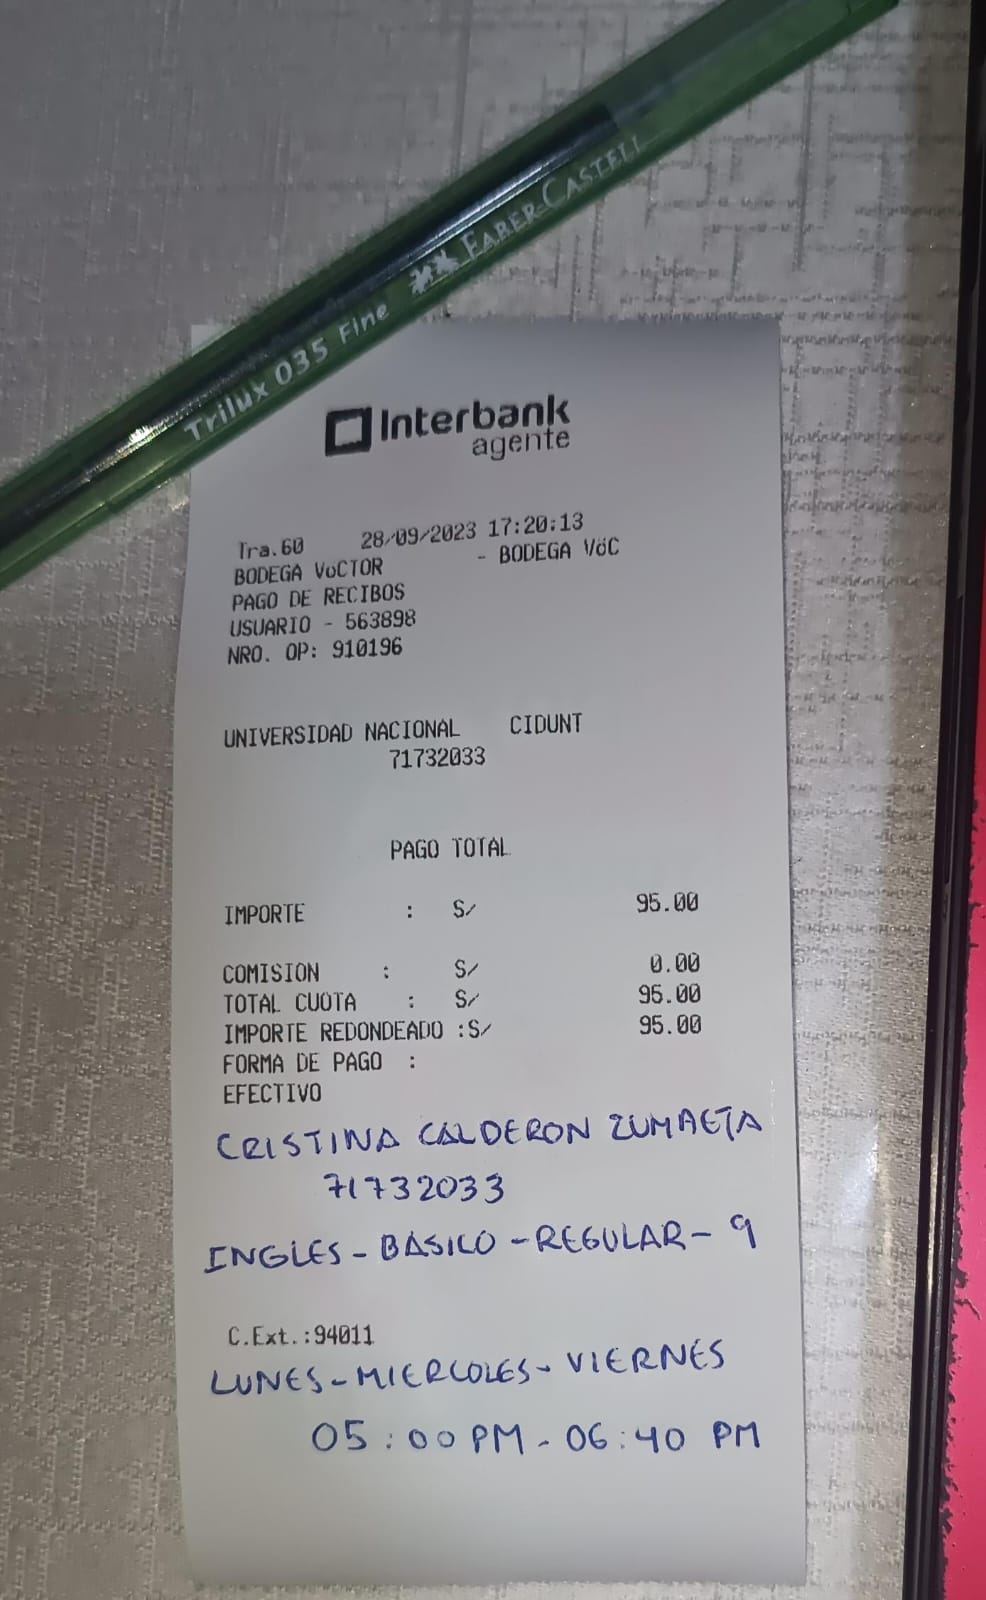 Trilux 035 Fine FABER-CASTELL
Interbank
agente
Tra.60 28/09/2023 17:20:13
BODEGA VöCTOR - BODEGA VöC
PAGO DE RECIBOS
USUARIO - 563898
NRO. OP: 910196
UNIVERSIDAD NACIONAL CIDUNT
71732033
PAGO TOTAL
IMPORTE : S/ 95.00
COMISION : S/ 0.00
TOTAL CUOTA : S/ 95.00
IMPORTE REDONDEADO :S/ 95.00
FORMA DE PAGO :
EFECTIVO
CRISTINA CALDERON ZUMAETA
71732033
INGLES - BASICO - REGULAR - 9
C.Ext.:94011
LUNES - MIERCOLES - VIERNES
05:00 PM - 06:40 PM